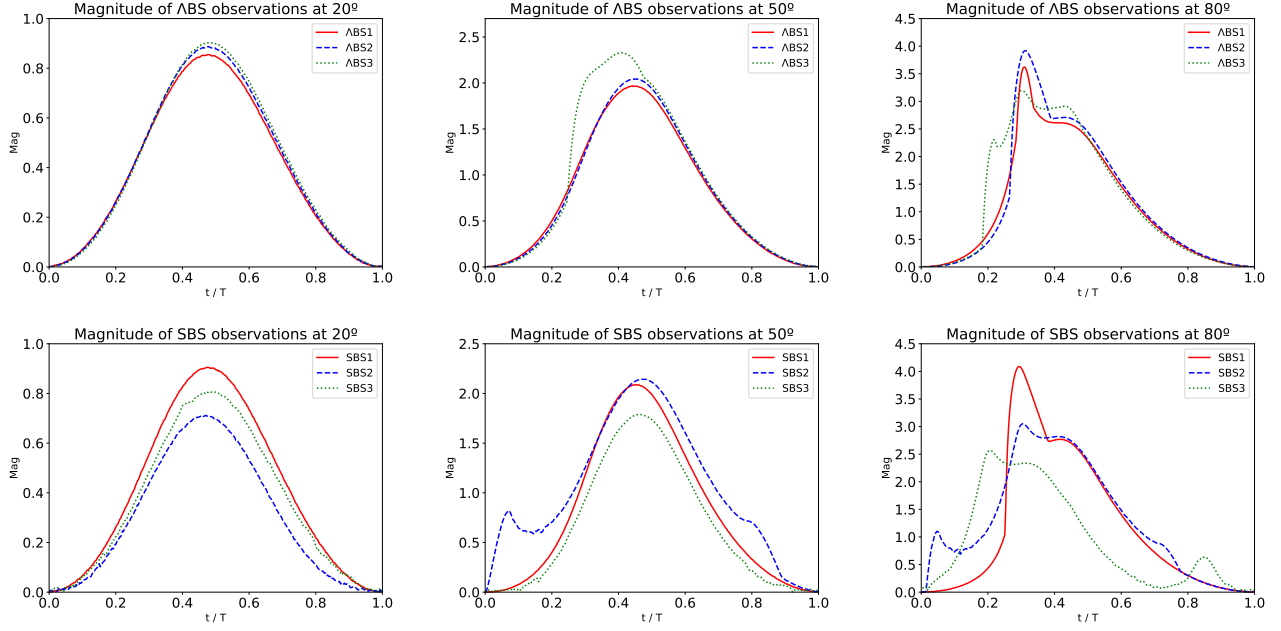 Magnitude of ΛBS observations at 20º
Mag
1.0
0.8
0.6
0.4
0.2
0.0
0.0 0.2 0.4 0.6 0.8 1.0
t / T
ΛBS1
ΛBS2
ΛBS3
Magnitude of ΛBS observations at 50º
Mag
2.5
2.0
1.5
1.0
0.5
0.0
0.0 0.2 0.4 0.6 0.8 1.0
t / T
ΛBS1
ΛBS2
ΛBS3
Magnitude of ΛBS observations at 80º
Mag
4.5
4.0
3.5
3.0
2.5
2.0
1.5
1.0
0.5
0.0
0.0 0.2 0.4 0.6 0.8 1.0
t / T
ΛBS1
ΛBS2
ΛBS3
Magnitude of SBS observations at 20º
Mag
1.0
0.8
0.6
0.4
0.2
0.0
0.0 0.2 0.4 0.6 0.8 1.0
t / T
SBS1
SBS2
SBS3
Magnitude of SBS observations at 50º
Mag
2.5
2.0
1.5
1.0
0.5
0.0
0.0 0.2 0.4 0.6 0.8 1.0
t / T
SBS1
SBS2
SBS3
Magnitude of SBS observations at 80º
Mag
4.5
4.0
3.5
3.0
2.5
2.0
1.5
1.0
0.5
0.0
0.0 0.2 0.4 0.6 0.8 1.0
t / T
SBS1
SBS2
SBS3